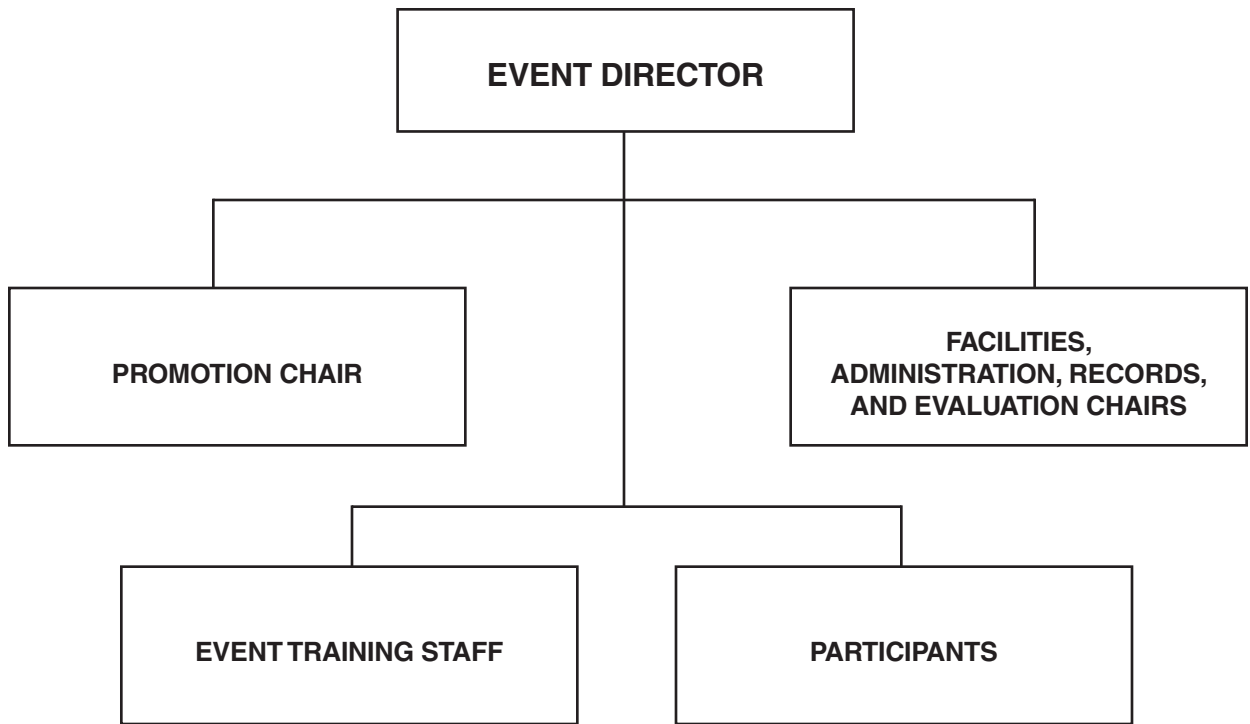 EVENT DIRECTOR
PROMOTION CHAIR
FACILITIES,
ADMINISTRATION, RECORDS,
AND EVALUATION CHAIRS
EVENT TRAINING STAFF
PARTICIPANTS